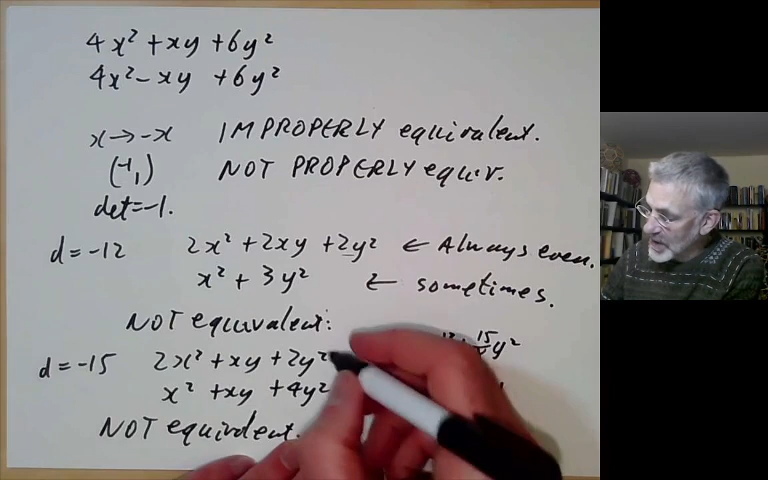 4x² + xy + 6y²
4x² - xy + 6y²
x → -x IMPROPERLY equivalent.
(-1 1) NOT PROPERLY equiv.
det = -1.
d = -12 2x² + 2xy + 2y² ← Always even.
x² + 3y² ← sometimes.
NOT equivalent:
d = -15 2x² + xy + 2y²
x² + xy + 4y²
NOT equivalent.